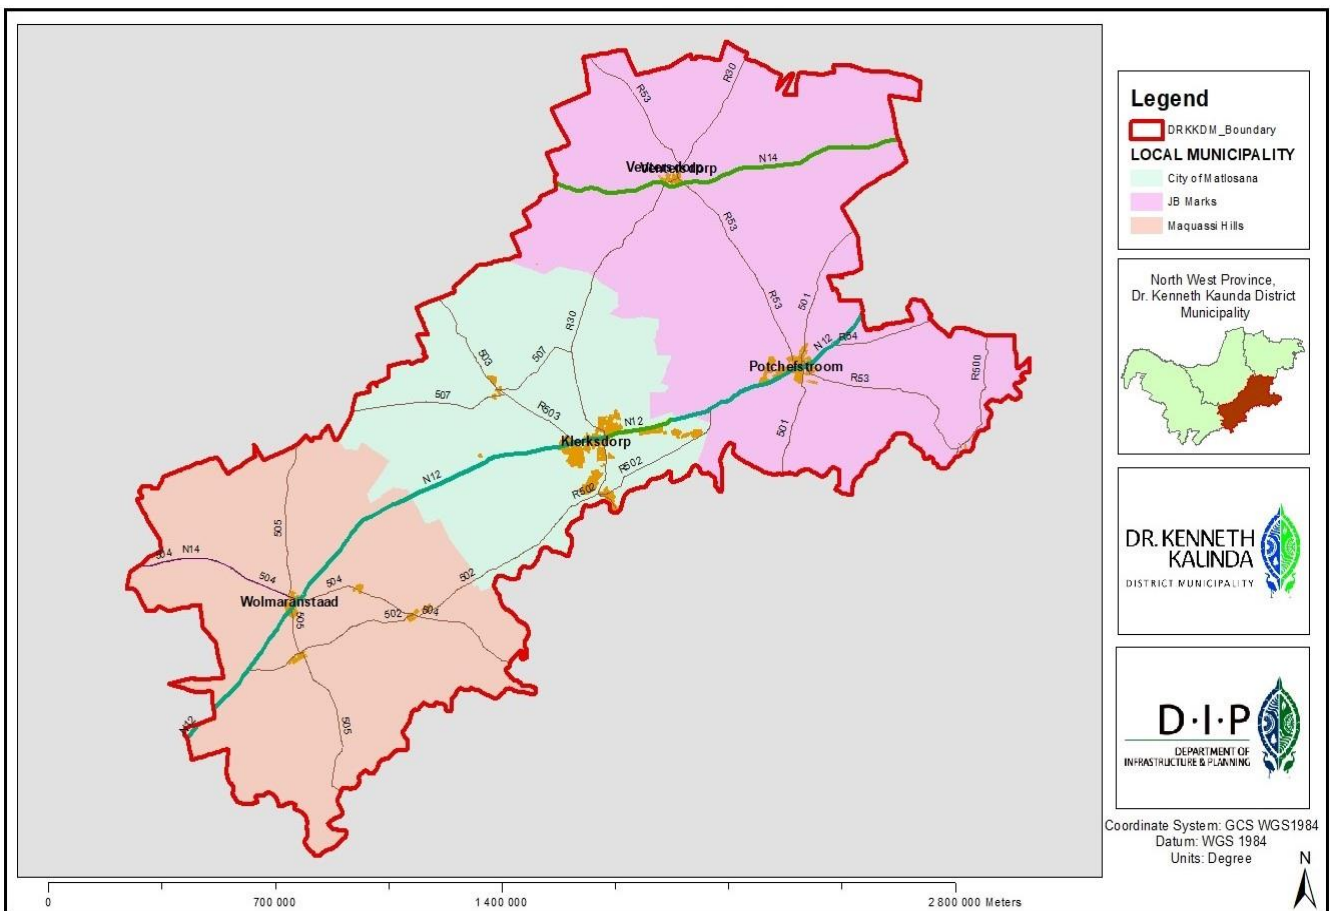 R53
R30
Ventersdorp
N14
R53
R53
501
R30
507
503
507
R503
N12
R54
Potchefstroom
R53
R500
501
N12
Klerksdorp
R502
R502
N12
505
504
N14
504
504
502
Wolmaranstaad
505
502
504
505
N12
Legend
DRKKDM_Boundary
LOCAL MUNICIPALITY
City of Matlosana
JB Marks
Maquassi Hills
North West Province,
Dr. Kenneth Kaunda District
Municipality
DR. KENNETH
KAUNDA
DISTRICT MUNICIPALITY
D·I·P
DEPARTMENT OF
INFRASTRUCTURE & PLANNING
Coordinate System: GCS WGS1984
Datum: WGS 1984
Units: Degree
N
0 700 000 1 400 000 2 800 000 Meters